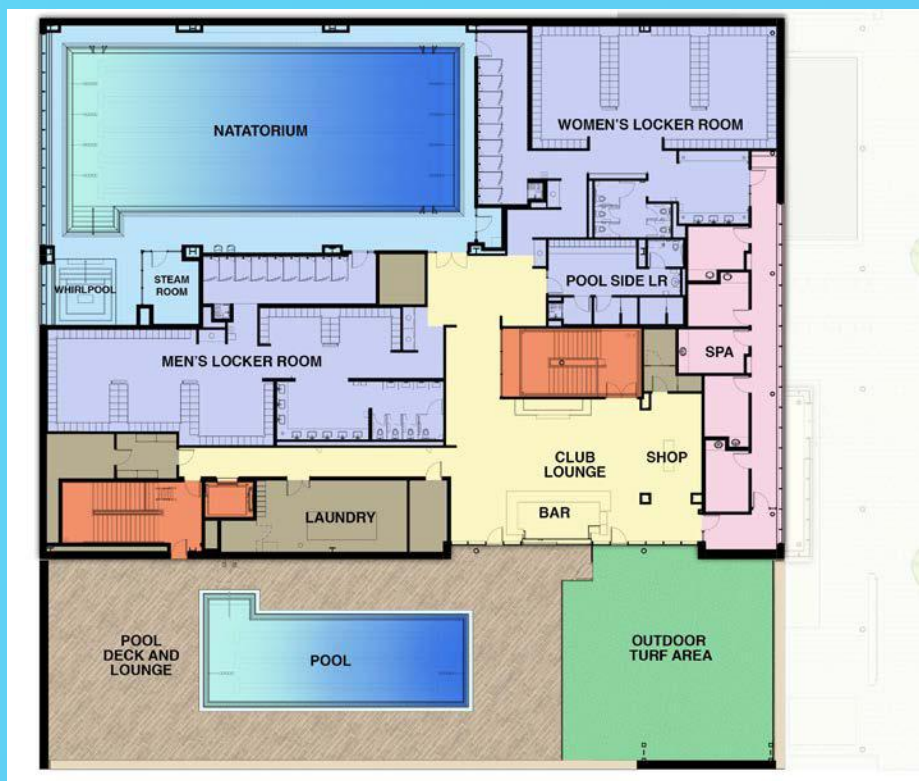 NATATORIUM
WOMEN'S LOCKER ROOM
WHIRLPOOL
STEAM
ROOM
POOL SIDE LR
MEN'S LOCKER ROOM
SPA
CLUB
LOUNGE
SHOP
BAR
LAUNDRY
POOL
DECK AND
LOUNGE
POOL
OUTDOOR
TURF AREA